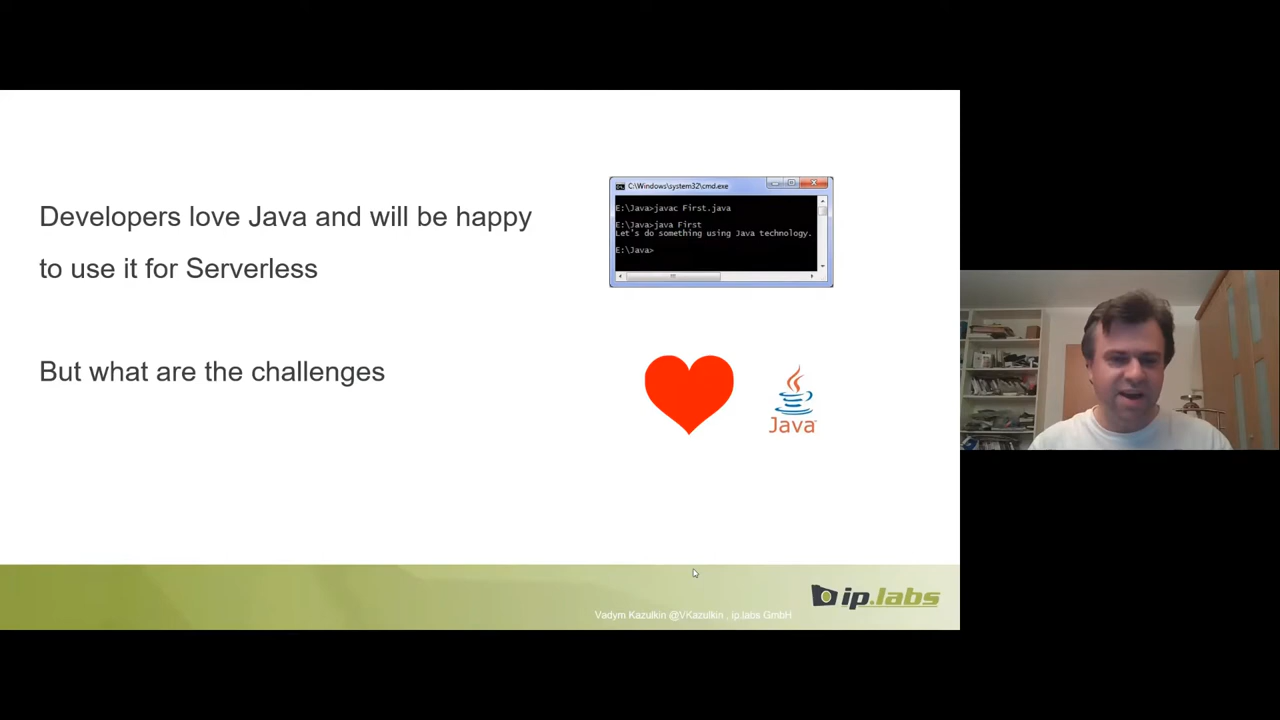 Developers love Java and will be happy
to use it for Serverless
But what are the challenges
C:\Windows\system32\cmd.exe
E:\Java>javac First.java
E:\Java>java First
Let's do something using Java technology.
E:\Java>
Java
ip.labs
Vadym Kazulkin @VKazulkin , ip.labs GmbH